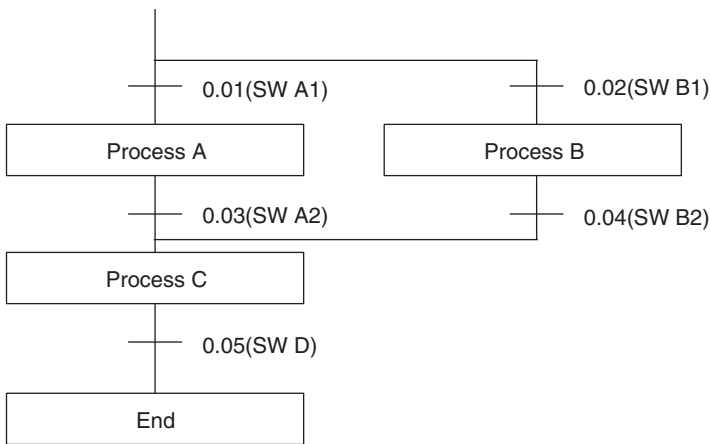 0.01(SW A1)
0.02(SW B1)
Process A
Process B
0.03(SW A2)
0.04(SW B2)
Process C
0.05(SW D)
End